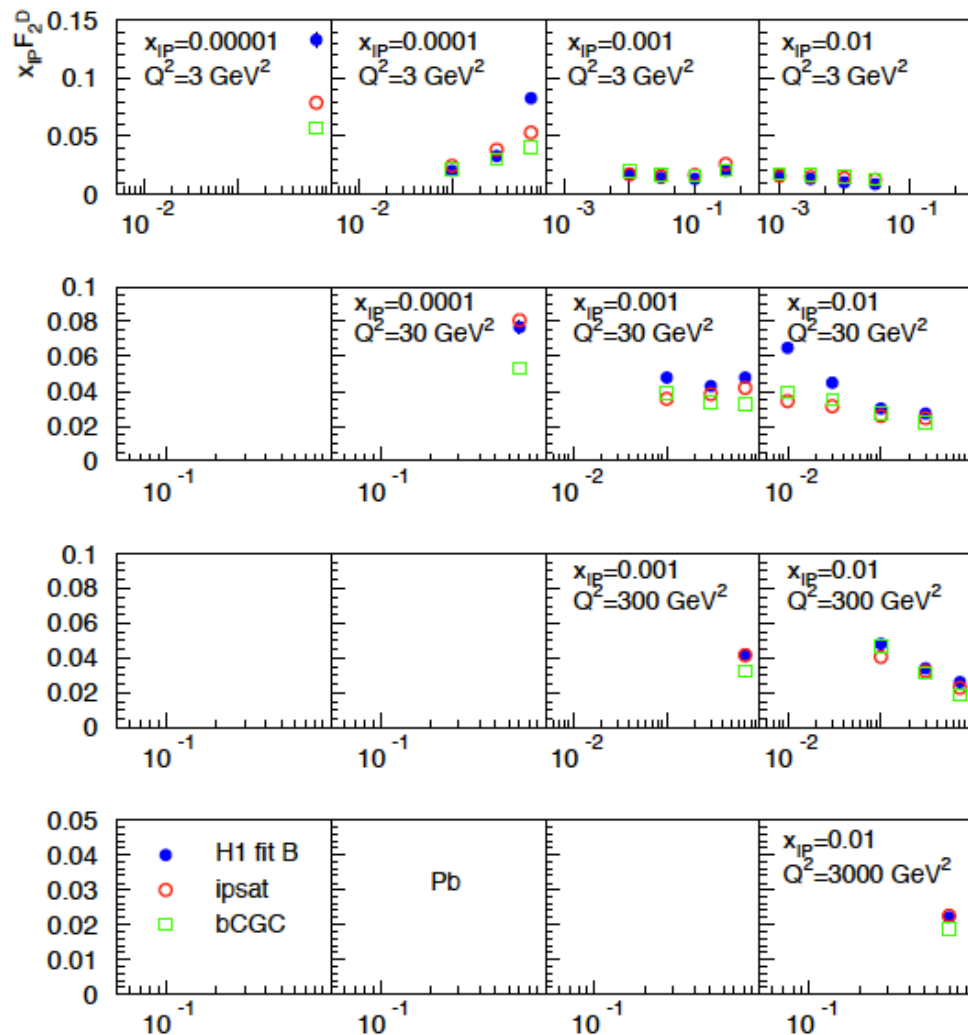 x_IP F_2^D
0.15
0.1
0.05
0
x_IP=0.00001
Q²=3 GeV²
x_IP=0.0001
Q²=3 GeV²
x_IP=0.001
Q²=3 GeV²
x_IP=0.01
Q²=3 GeV²
10⁻² 10⁻² 10⁻³ 10⁻¹ 10⁻³ 10⁻¹
0.1
0.08
0.06
0.04
0.02
0
x_IP=0.0001
Q²=30 GeV²
x_IP=0.001
Q²=30 GeV²
x_IP=0.01
Q²=30 GeV²
10⁻¹ 10⁻¹ 10⁻² 10⁻²
0.1
0.08
0.06
0.04
0.02
0
x_IP=0.001
Q²=300 GeV²
x_IP=0.01
Q²=300 GeV²
10⁻¹ 10⁻¹ 10⁻² 10⁻²
0.05
0.04
0.03
0.02
0.01
0
H1 fit B
ipsat
bCGC
Pb
x_IP=0.01
Q²=3000 GeV²
10⁻¹ 10⁻¹ 10⁻¹ 10⁻¹